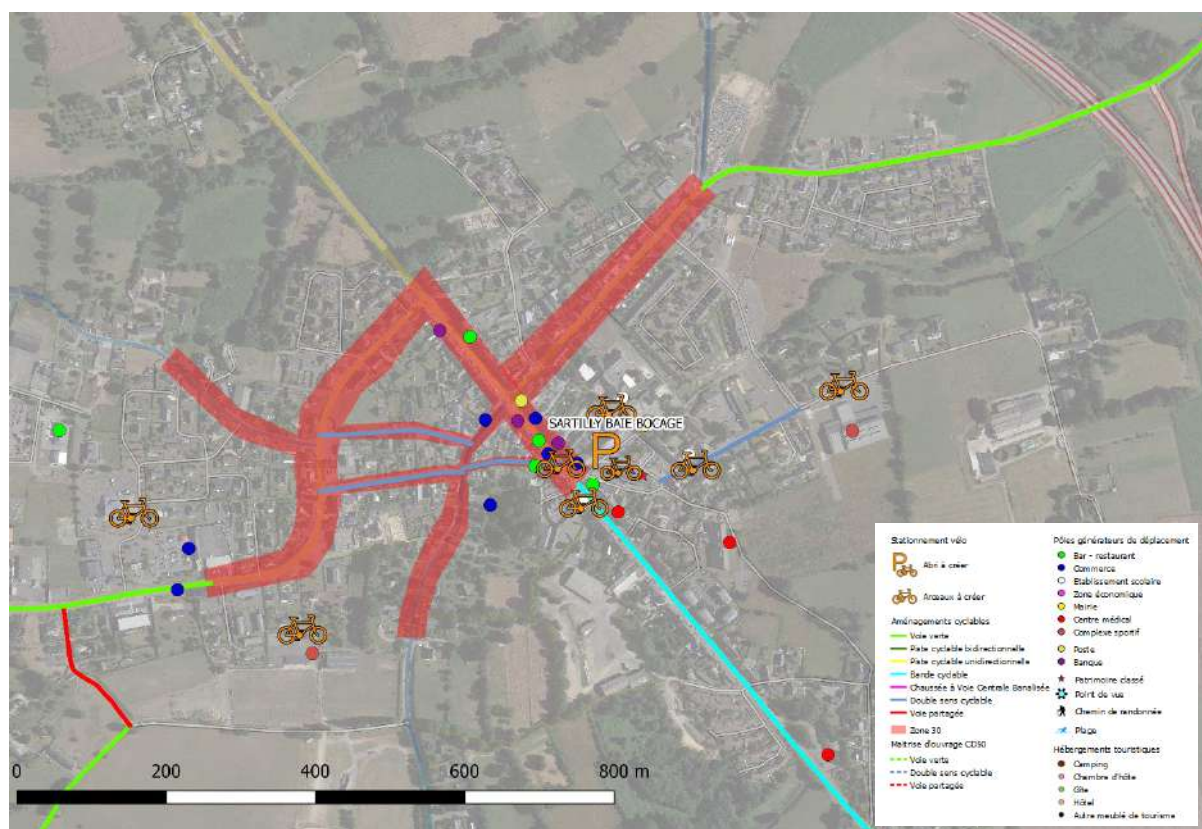 SARTILLY BAIE BOCAGE
P
0 200 400 600 800 m
Stationnement vélo
P Abri à créer
Arceaux à créer
Aménagements cyclables
Voie verte
Piste cyclable bidirectionnelle
Piste cyclable unidirectionnelle
Bande cyclable
Chaussée à Voie Centrale Banalisée
Double sens cyclable
Voie partagée
Zone 30
Maîtrise d'ouvrage CD50
Voie verte
Double sens cyclable
Voie partagée
Pôles générateurs de déplacement
Bar - restaurant
Commerce
Etablissement scolaire
Zone économique
Mairie
Centre médical
Complexe sportif
Poste
Banque
Patrimoine classé
Point de vue
Chemin de randonnée
Plage
Hébergements touristiques
Camping
Chambre d'hôte
Gîte
Hôtel
Autre meublé de tourisme